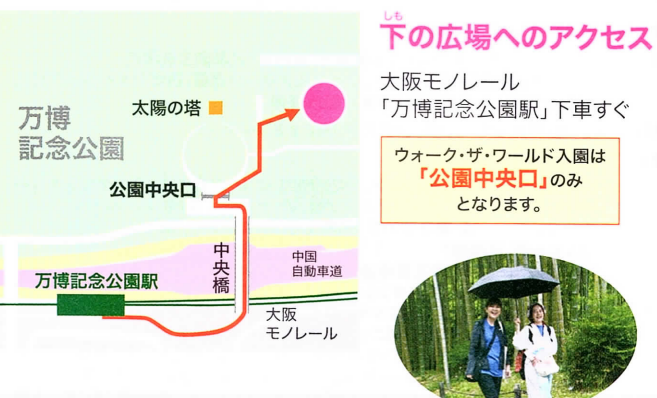 しも
下の広場へのアクセス
大阪モノレール
「万博記念公園駅」下車すぐ
ウォーク・ザ・ワールド入園は
「公園中央口」のみ
となります。
万博
記念公園
太陽の塔
公園中央口
中央橋
中国
自動車道
万博記念公園駅
大阪
モノレール